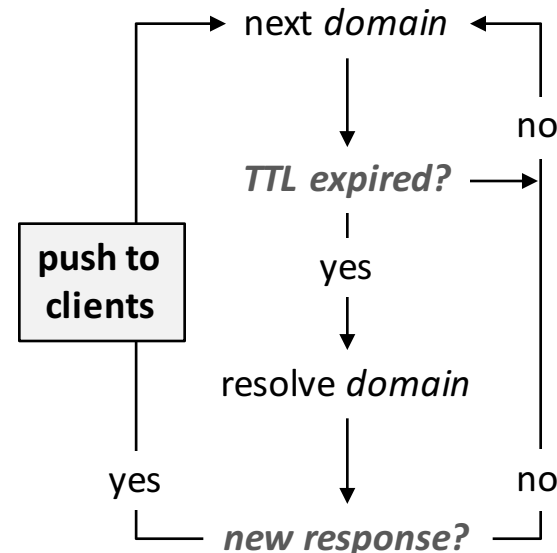 next domain
no
TTL expired?
push to
clients
yes
resolve domain
yes
no
new response?